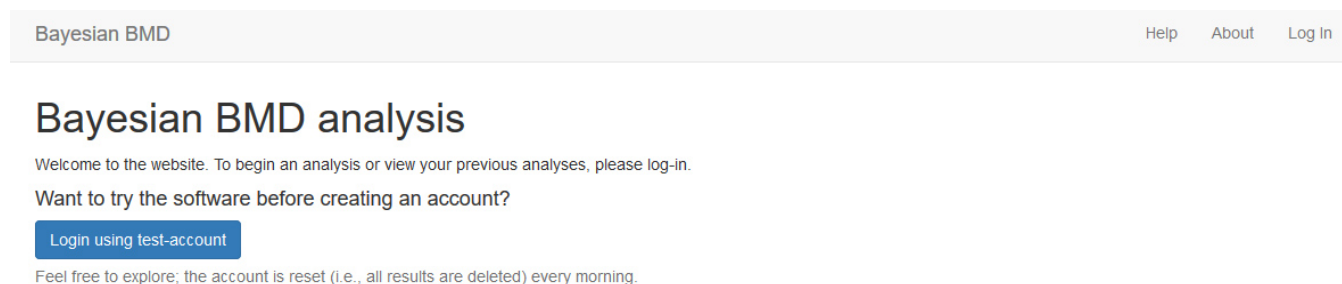 Bayesian BMD Help About Log In
Bayesian BMD analysis
Welcome to the website. To begin an analysis or view your previous analyses, please log-in.
Want to try the software before creating an account?
Login using test-account
Feel free to explore; the account is reset (i.e., all results are deleted) every morning.